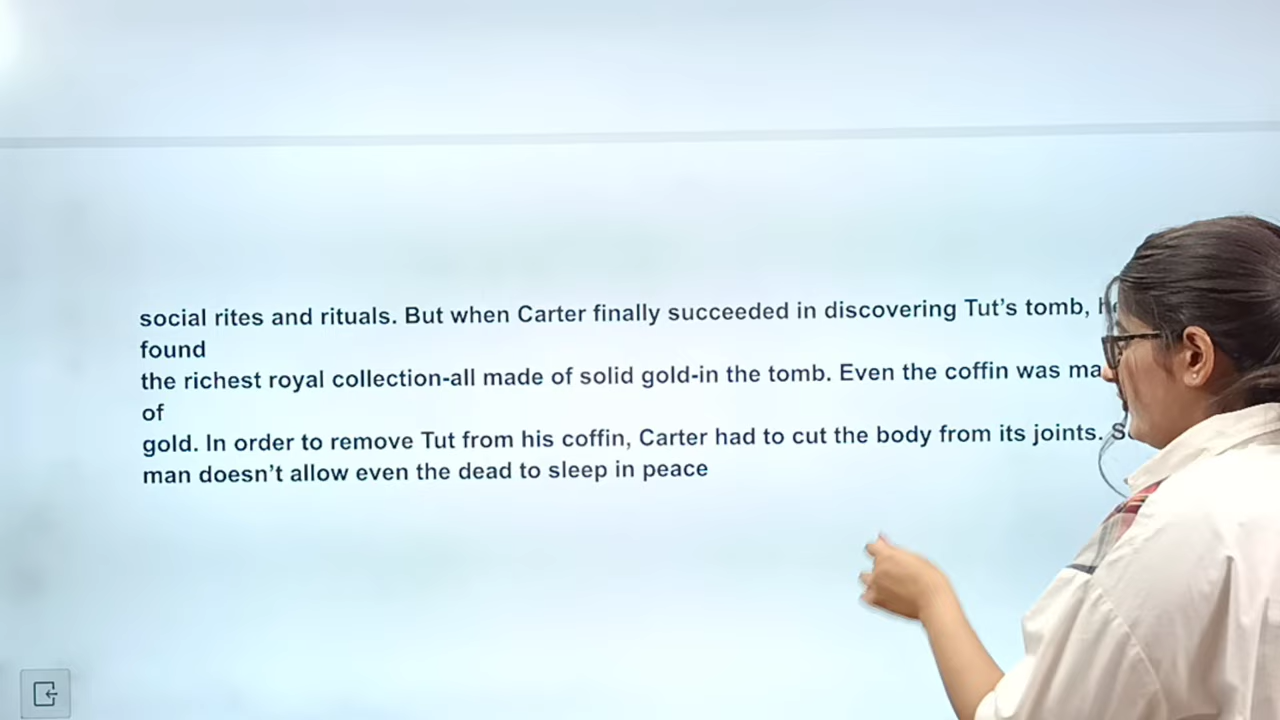 social rites and rituals. But when Carter finally succeeded in discovering Tut's tomb,
found
the richest royal collection-all made of solid gold-in the tomb. Even the coffin was
of
gold. In order to remove Tut from his coffin, Carter had to cut the body from its joints.
man doesn't allow even the dead to sleep in peace